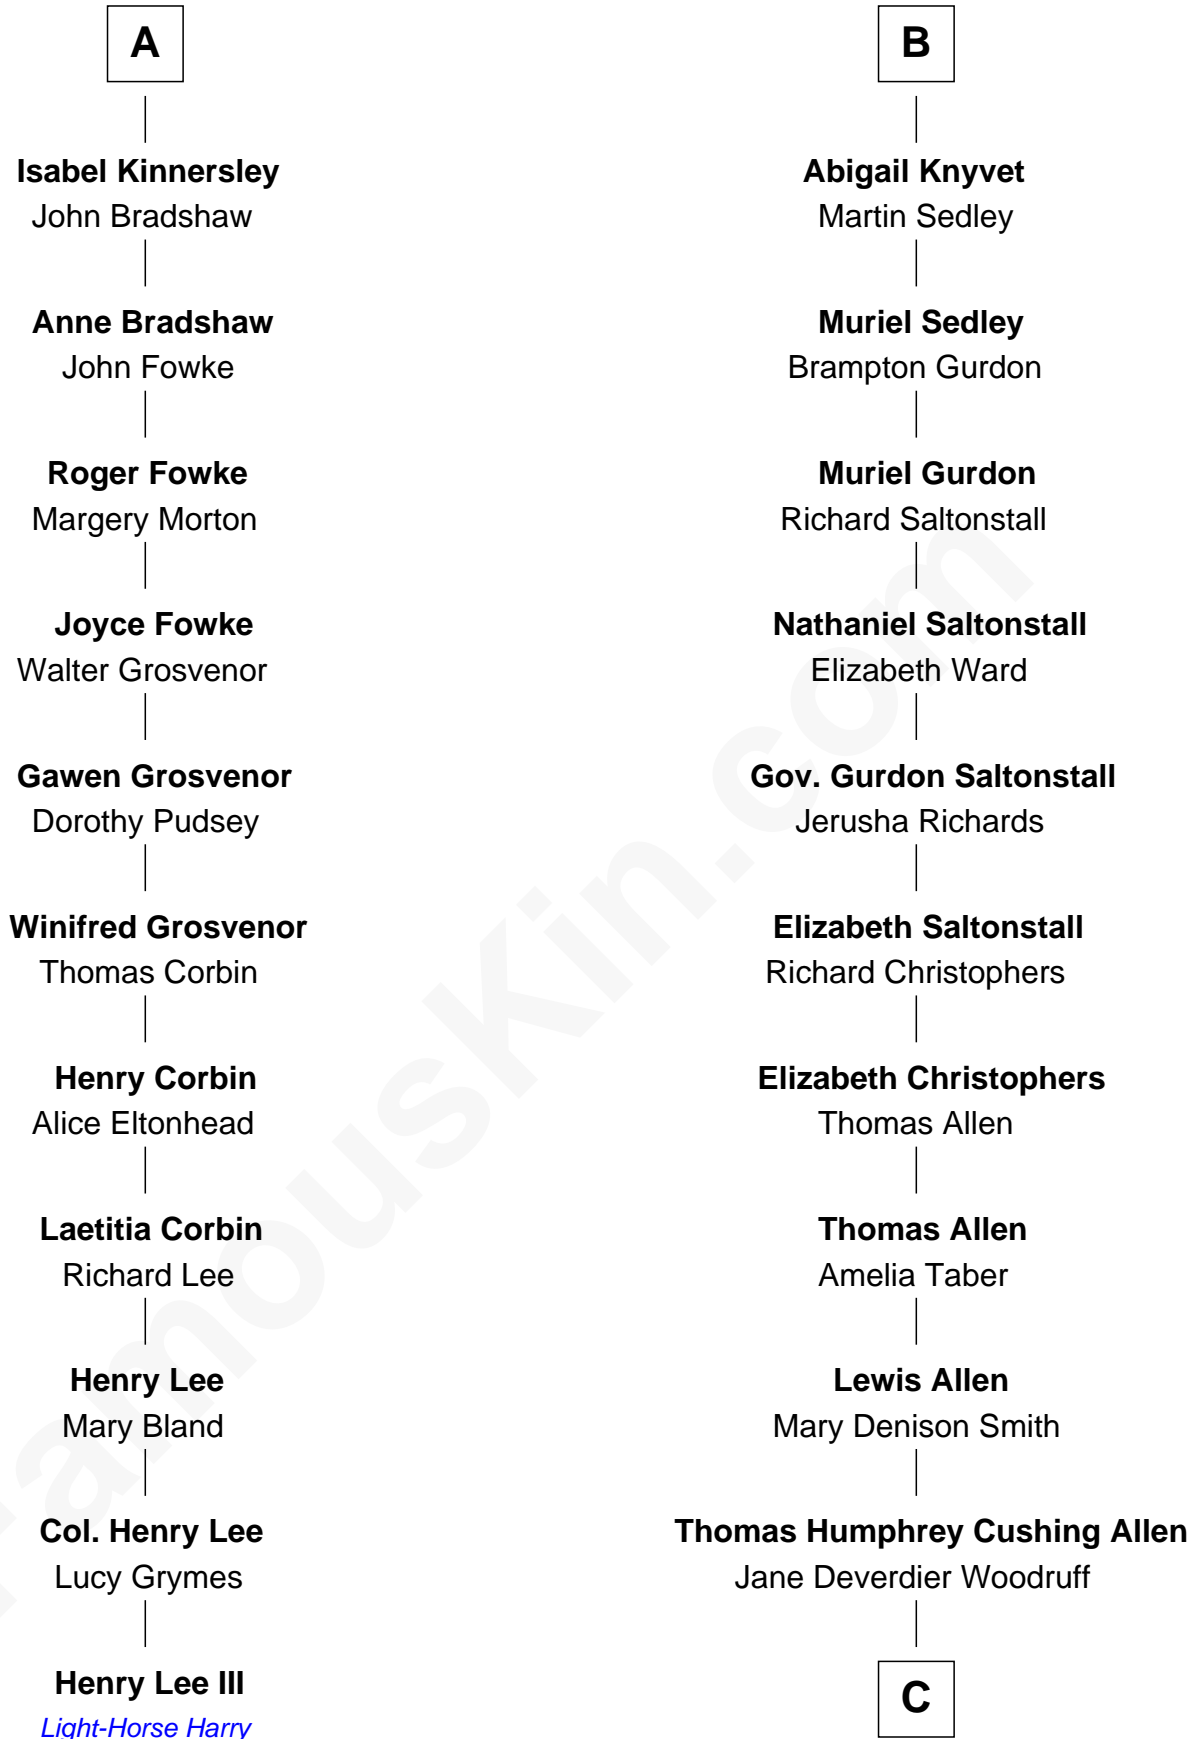 A
Isabel Kinnersley
John Bradshaw
Anne Bradshaw
John Fowke
Roger Fowke
Margery Morton
Joyce Fowke
Walter Grosvenor
Gawen Grosvenor
Dorothy Pudsey
Winifred Grosvenor
Thomas Corbin
Henry Corbin
Alice Eltonhead
Laetitia Corbin
Richard Lee
Henry Lee
Mary Bland
Col. Henry Lee
Lucy Grymes
Henry Lee III
Light-Horse Harry
B
Abigail Knyvet
Martin Sedley
Muriel Sedley
Brampton Gurdon
Muriel Gurdon
Richard Saltonstall
Nathaniel Saltonstall
Elizabeth Ward
Gov. Gurdon Saltonstall
Jerusha Richards
Elizabeth Saltonstall
Richard Christophers
Elizabeth Christophers
Thomas Allen
Thomas Allen
Amelia Taber
Lewis Allen
Mary Denison Smith
Thomas Humphrey Cushing Allen
Jane Deverdier Woodruff
C
FamousKin.com